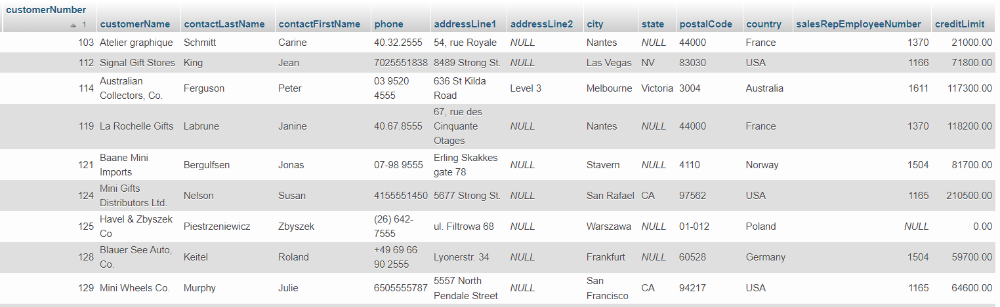 customerNumber
1 customerName contactLastName contactFirstName phone addressLine1 addressLine2 city state postalCode country salesRepEmployeeNumber creditLimit
103 Atelier graphique Schmitt Carine 40.32.2555 54, rue Royale NULL Nantes NULL 44000 France 1370 21000.00
112 Signal Gift Stores King Jean 7025551838 8489 Strong St. NULL Las Vegas NV 83030 USA 1166 71800.00
Australian 03 9520 636 St Kilda
114 Ferguson Peter Level 3 Melbourne Victoria 3004 Australia 1611 117300.00
Collectors, Co. 4555 Road
67, rue des
119 La Rochelle Gifts Labrune Janine 40.67.8555 Cinquante NULL Nantes NULL 44000 France 1370 118200.00
Otages
Baane Mini Erling Skakkes
121 Bergulfsen Jonas 07-98 9555 NULL Stavern NULL 4110 Norway 1504 81700.00
Imports gate 78
Mini Gifts
124 Nelson Susan 4155551450 5677 Strong St. NULL San Rafael CA 97562 USA 1165 210500.00
Distributors Ltd.
Havel & Zbyszek (26) 642-
125 Piestrzeniewicz Zbyszek ul. Filtrowa 68 NULL Warszawa NULL 01-012 Poland NULL 0.00
Co 7555
Blauer See Auto, +49 69 66
128 Keitel Roland Lyonerstr. 34 NULL Frankfurt NULL 60528 Germany 1504 59700.00
Co. 90 2555
5557 North San
129 Mini Wheels Co. Murphy Julie 6505555787 NULL CA 94217 USA 1165 64600.00
Pendale Street Francisco